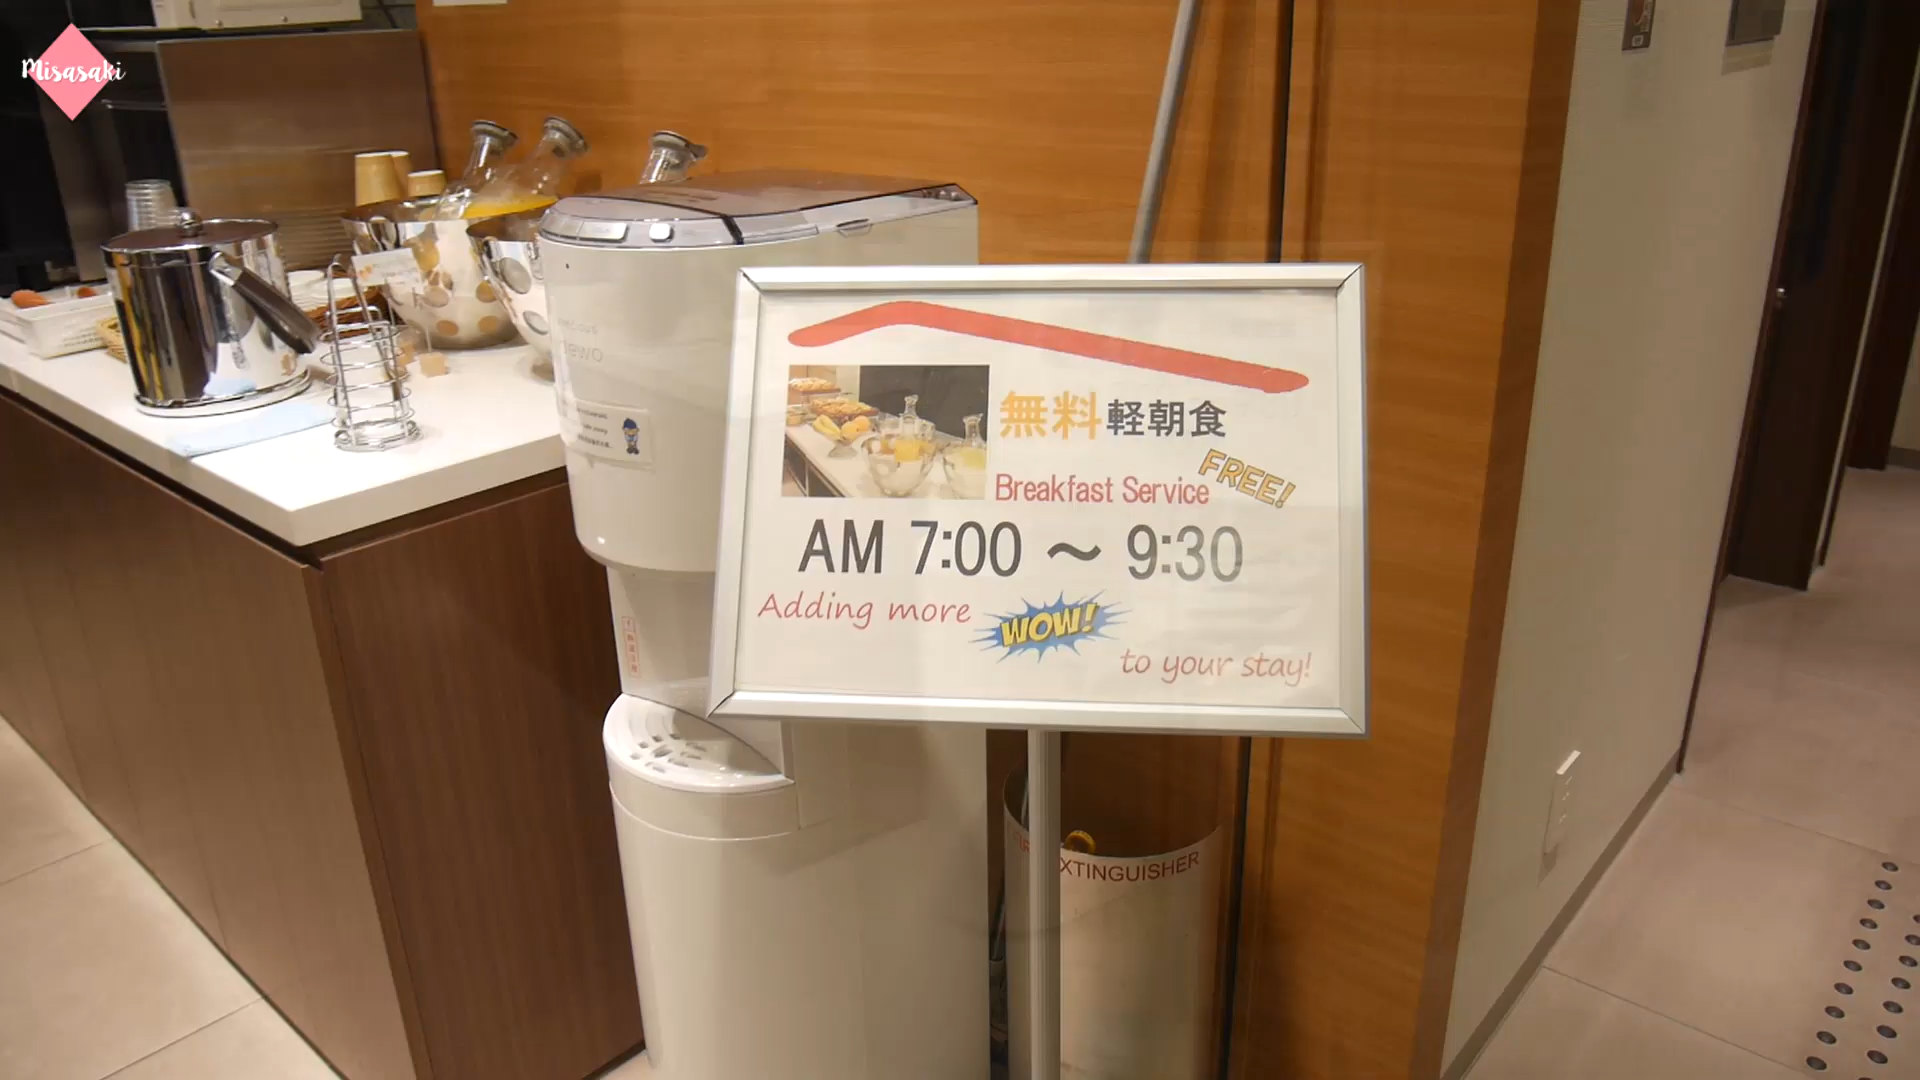 Misasaki
無料軽朝食
FREE!
Breakfast Service
AM 7:00 ～ 9:30
Adding more
WOW!
to your stay!
XTINGUISHER